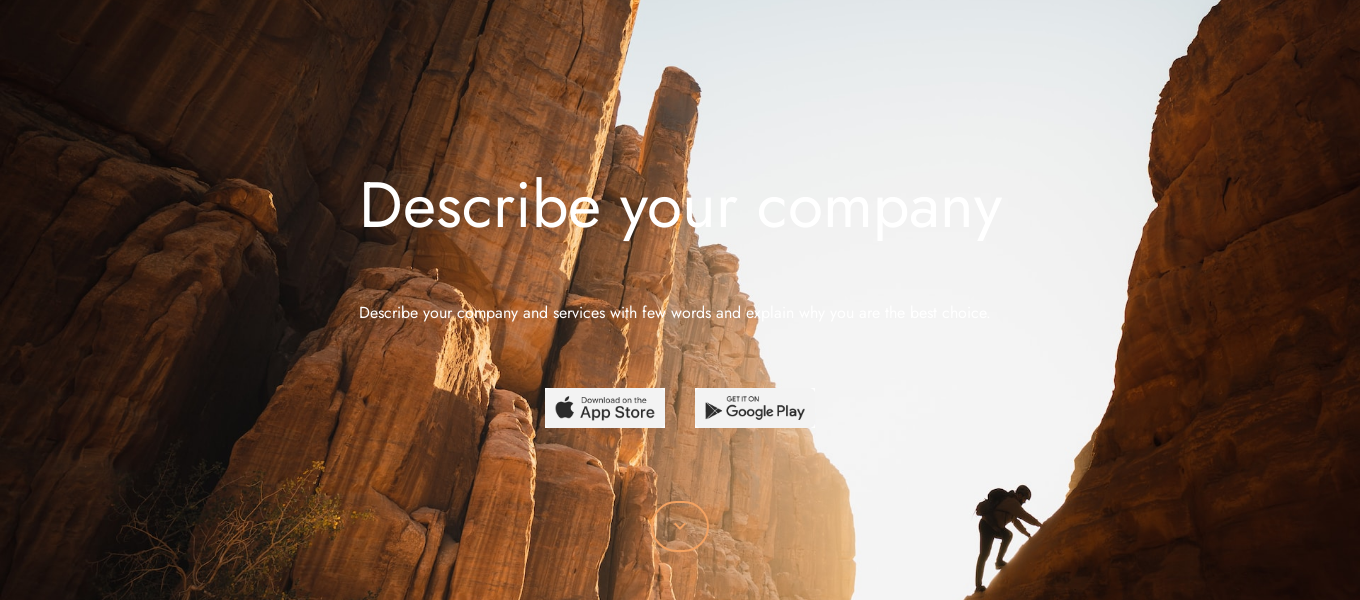 Describe your company
Describe your company and services with few words and explain why you are the best choice.
Download on the
App Store
GET IT ON
Google Play